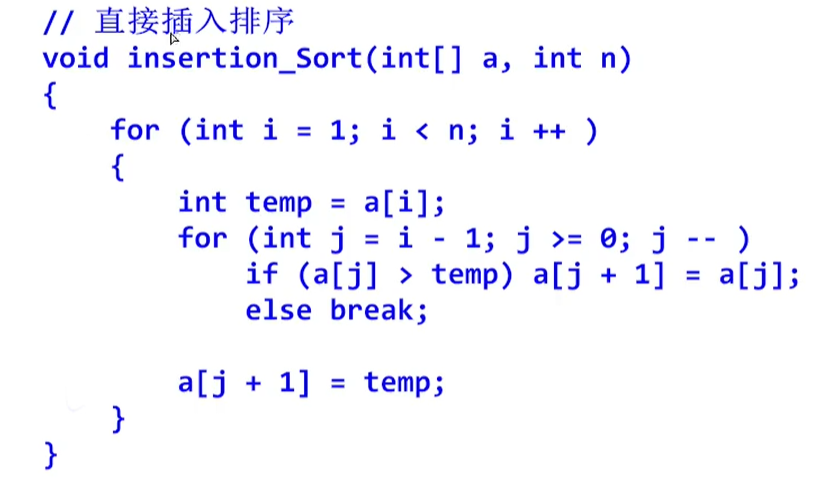 // 直接插入排序
void insertion_Sort(int[] a, int n)
{
    for (int i = 1; i < n; i ++ )
    {
        int temp = a[i];
        for (int j = i - 1; j >= 0; j -- )
            if (a[j] > temp) a[j + 1] = a[j];
            else break;

        a[j + 1] = temp;
    }
}